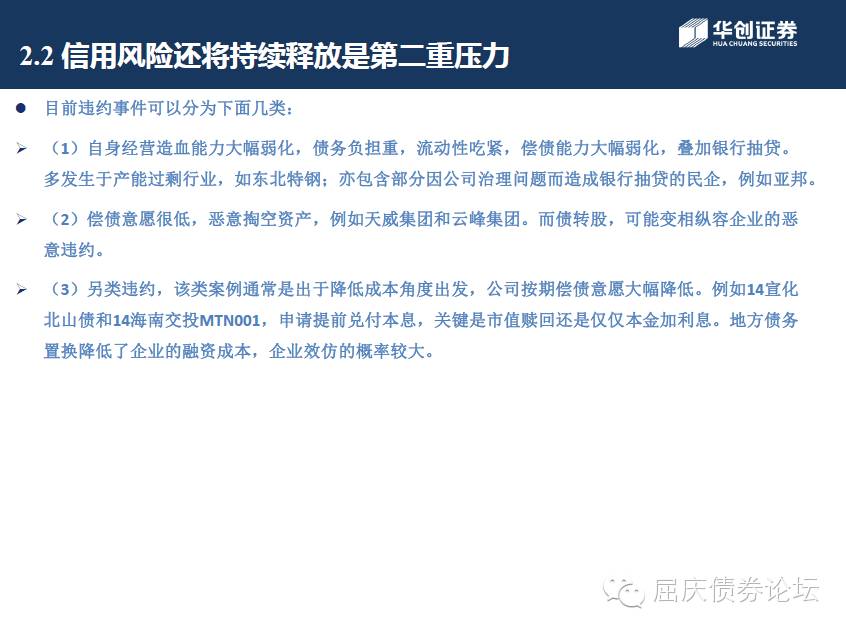 华创证券
HUA CHUANG SECURITIES
2.2 信用风险还将持续释放是第二重压力
目前违约事件可以分为下面几类：
（1）自身经营造血能力大幅弱化，债务负担重，流动性吃紧，偿债能力大幅弱化，叠加银行抽贷。
多发生于产能过剩行业，如东北特钢；亦包含部分因公司治理问题而造成银行抽贷的民企，例如亚邦。
（2）偿债意愿很低，恶意掏空资产，例如天威集团和云峰集团。而债转股，可能变相纵容企业的恶
意违约。
（3）另类违约，该类案例通常是出于降低成本角度出发，公司按期偿债意愿大幅降低。例如14宣化
北山债和14海南交投MTN001，申请提前兑付本息，关键是市值赎回还是仅仅本金加利息。地方债务
置换降低了企业的融资成本，企业效仿的概率较大。
屈庆债券论坛